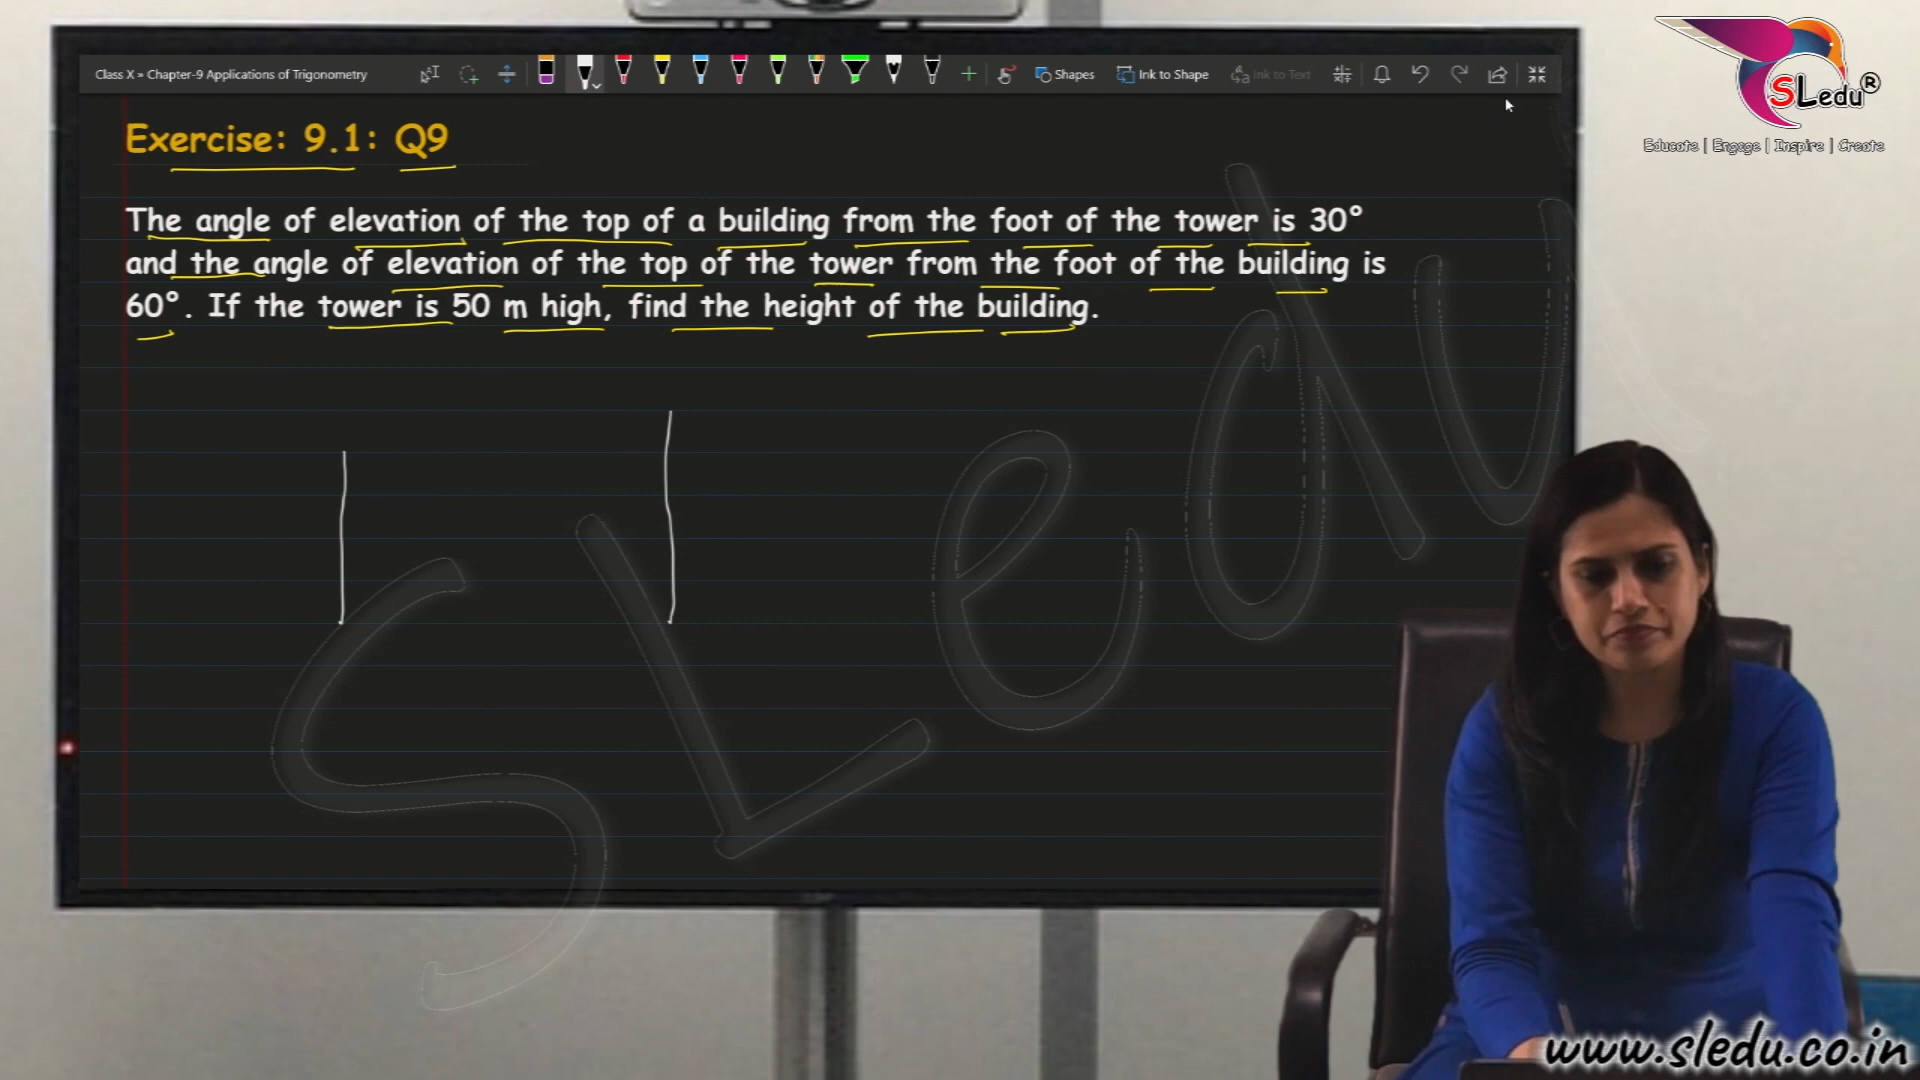 SLedu®
Educate | Engage | Inspire | Create
Class X » Chapter-9 Applications of Trigonometry
Shapes
Ink to Shape
Ink to Text
Exercise: 9.1: Q9
The angle of elevation of the top of a building from the foot of the tower is 30°
and the angle of elevation of the top of the tower from the foot of the building is
60°. If the tower is 50 m high, find the height of the building.
SLedu
www.sledu.co.in